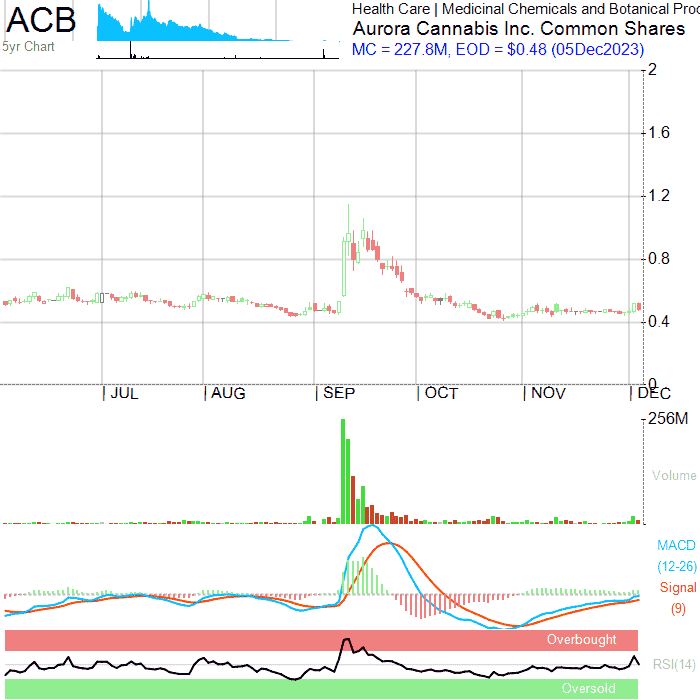 ACB
5yr Chart
Health Care | Medicinal Chemicals and Botanical Proc
Aurora Cannabis Inc. Common Shares
MC = 227.8M, EOD = $0.48 (05Dec2023)
2
1.6
1.2
0.8
0.4
0
JUL AUG SEP OCT NOV DEC
256M
Volume
MACD
(12-26)
Signal
(9)
Overbought
RSI(14)
Oversold